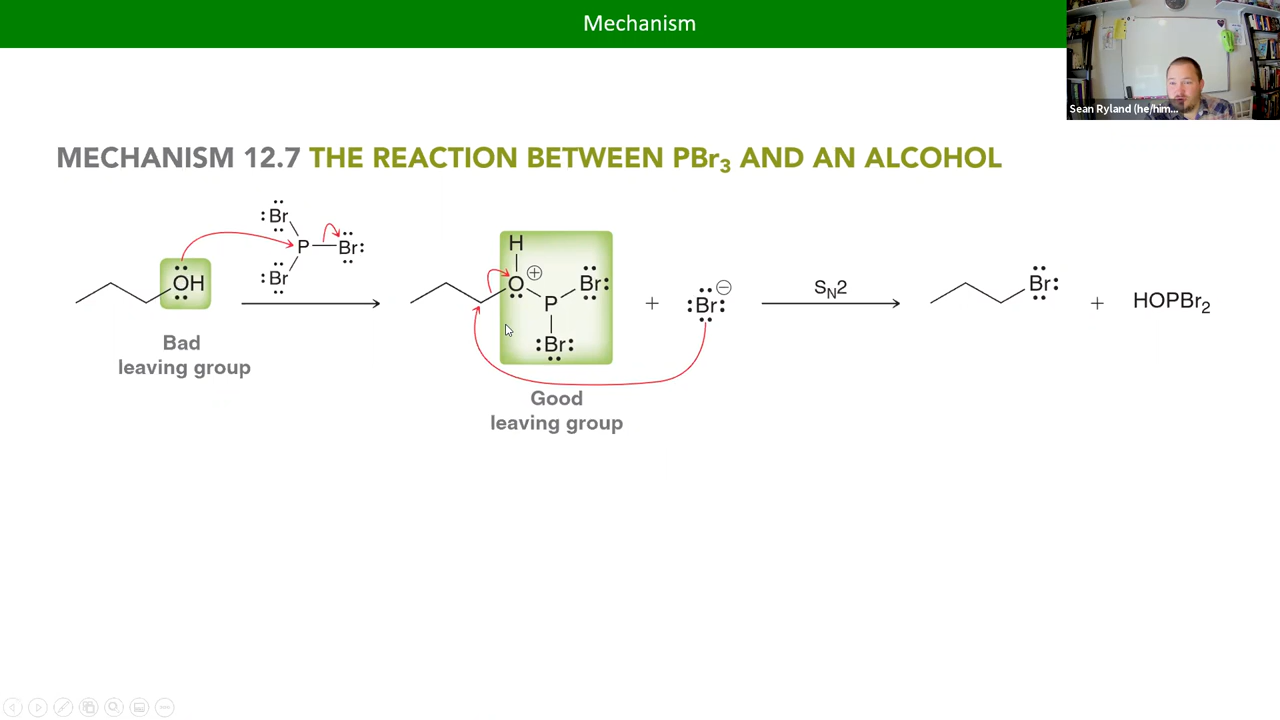 Mechanism
Sean Ryland (he/him...
MECHANISM 12.7 THE REACTION BETWEEN PBr₃ AND AN ALCOHOL
:Br
P—Br:
:Br
OH
Bad
leaving group
H
O ⊕
Br:
P
:Br:
Good
leaving group
+
:Br: ⊖
S_N2
Br:
+
HOPBr₂